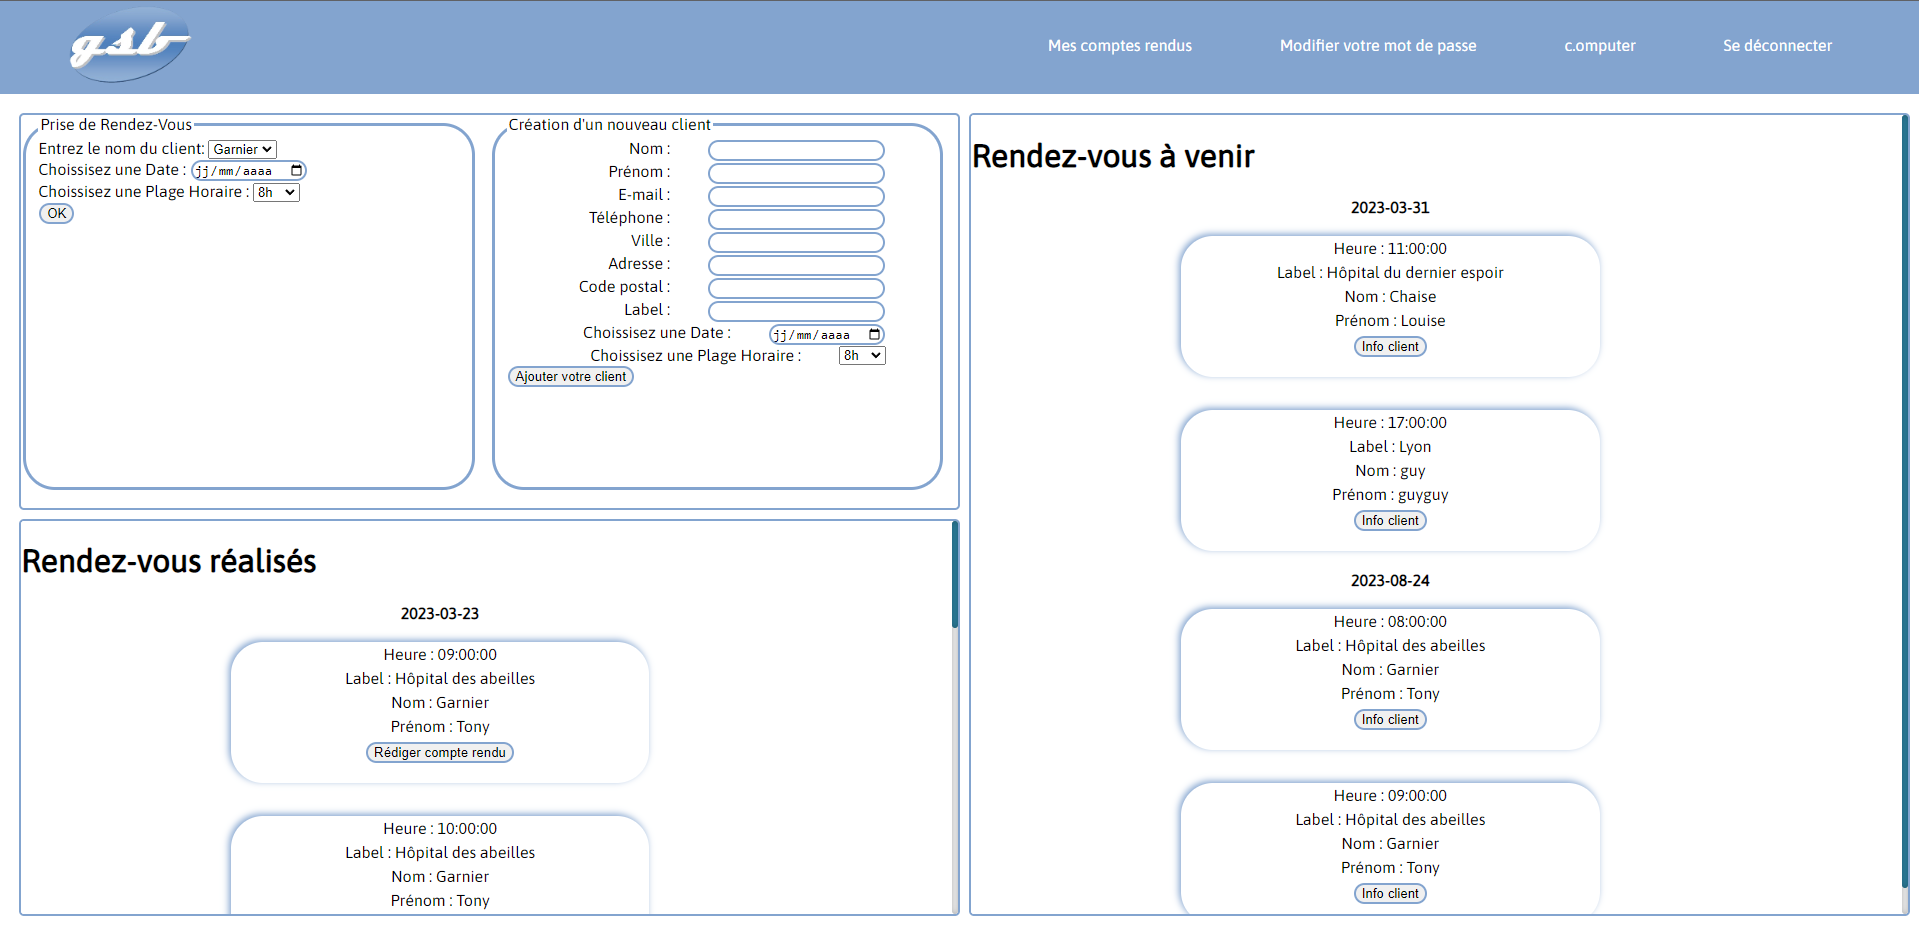 gsb
Mes comptes rendus
Modifier votre mot de passe
c.omputer
Se déconnecter
Prise de Rendez-Vous
Entrez le nom du client: Garnier
Choissisez une Date : jj/mm/aaaa
Choissisez une Plage Horaire : 8h
OK
Création d'un nouveau client
Nom :
Prénom :
E-mail :
Téléphone :
Ville :
Adresse :
Code postal :
Label :
Choissisez une Date : jj/mm/aaaa
Choissisez une Plage Horaire : 8h
Ajouter votre client
Rendez-vous réalisés
2023-03-23
Heure : 09:00:00
Label : Hôpital des abeilles
Nom : Garnier
Prénom : Tony
Rédiger compte rendu
Heure : 10:00:00
Label : Hôpital des abeilles
Nom : Garnier
Prénom : Tony
Rendez-vous à venir
2023-03-31
Heure : 11:00:00
Label : Hôpital du dernier espoir
Nom : Chaise
Prénom : Louise
Info client
Heure : 17:00:00
Label : Lyon
Nom : guy
Prénom : guyguy
Info client
2023-08-24
Heure : 08:00:00
Label : Hôpital des abeilles
Nom : Garnier
Prénom : Tony
Info client
Heure : 09:00:00
Label : Hôpital des abeilles
Nom : Garnier
Prénom : Tony
Info client